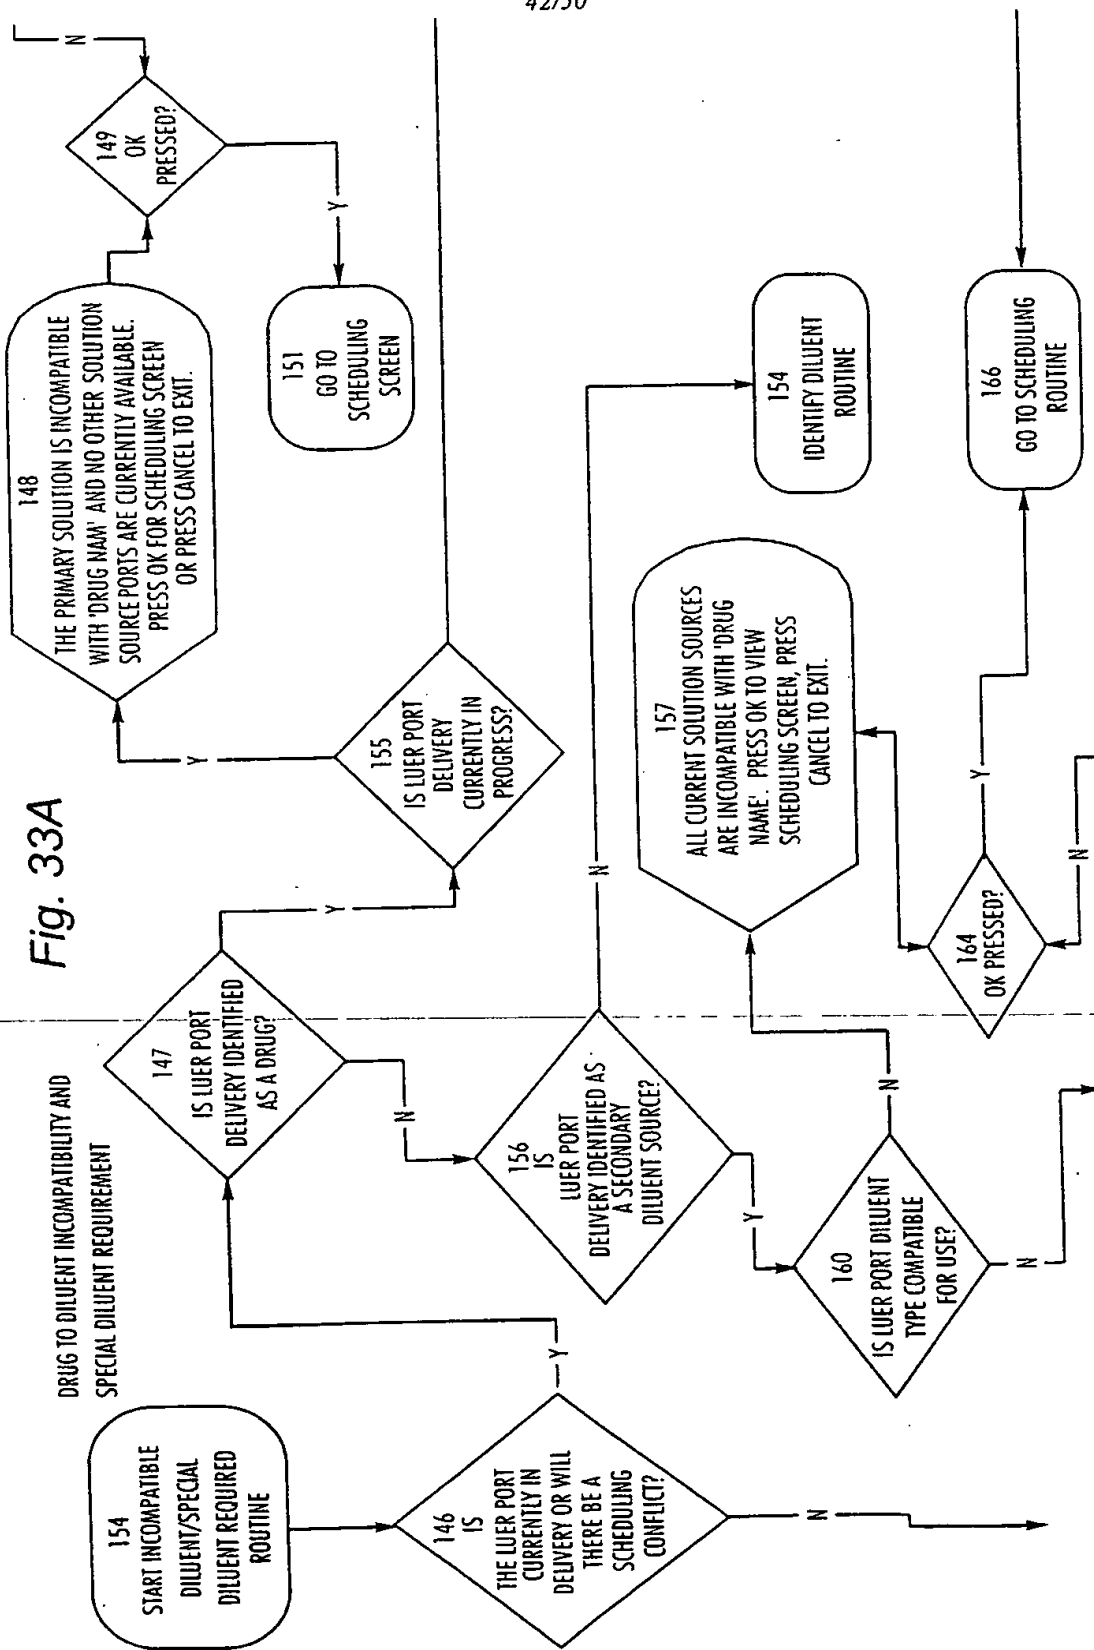 42/50
Fig. 33A
DRUG TO DILUENT INCOMPATIBILITY AND
SPECIAL DILUENT REQUIREMENT
154
START INCOMPATIBLE
DILUENT/SPECIAL
DILUENT REQUIRED
ROUTINE
146
IS
THE LUER PORT
CURRENTLY IN
DELIVERY OR WILL
THERE BE A
SCHEDULING
CONFLICT?
Y
N
147
IS LUER PORT
DELIVERY IDENTIFIED
AS A DRUG?
Y
N
155
IS LUER PORT
DELIVERY
CURRENTLY IN
PROGRESS?
Y
148
THE PRIMARY SOLUTION IS INCOMPATIBLE
WITH 'DRUG NAM' AND NO OTHER SOLUTION
SOURCE PORTS ARE CURRENTLY AVAILABLE.
PRESS OK FOR SCHEDULING SCREEN
OR PRESS CANCEL TO EXIT.
149
OK
PRESSED?
N
Y
151
GO TO
SCHEDULING
SCREEN
156
IS
LUER PORT
DELIVERY IDENTIFIED AS
A SECONDARY
DILUENT SOURCE?
N
Y
154
IDENTIFY DILUENT
ROUTINE
160
IS LUER PORT DILUENT
TYPE COMPATIBLE
FOR USE?
N
N
157
ALL CURRENT SOLUTION SOURCES
ARE INCOMPATIBLE WITH 'DRUG
NAME'. PRESS OK TO VIEW
SCHEDULING SCREEN, PRESS
CANCEL TO EXIT.
164
OK PRESSED?
Y
N
166
GO TO SCHEDULING
ROUTINE